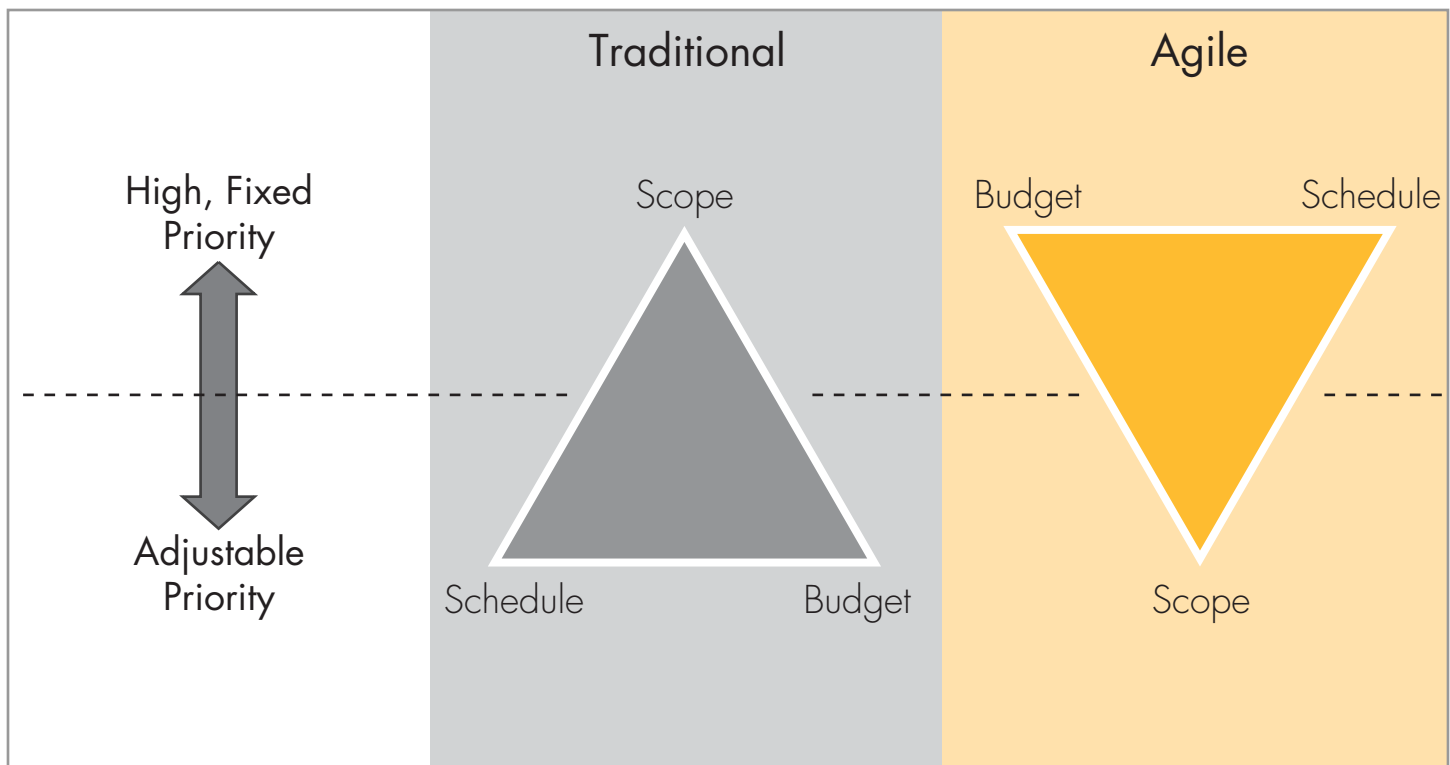 Traditional
Agile
High, Fixed
Priority
Scope
Budget
Schedule
Adjustable
Priority
Schedule
Budget
Scope